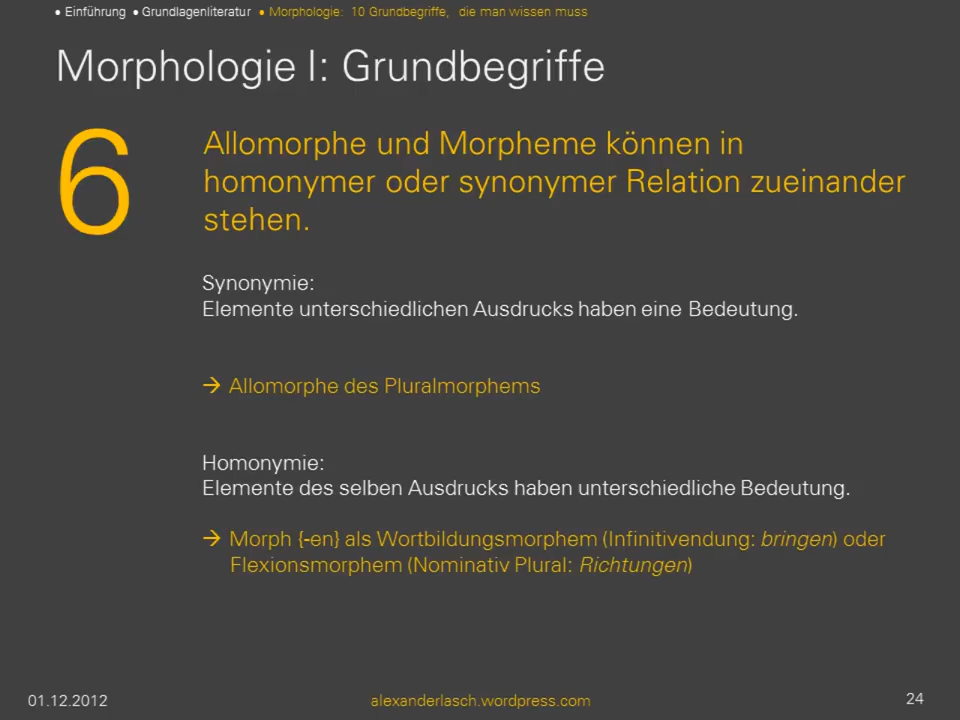 • Einführung • Grundlagenliteratur • Morphologie: 10 Grundbegriffe, die man wissen muss
Morphologie I: Grundbegriffe
6
Allomorphe und Morpheme können in
homonymer oder synonymer Relation zueinander
stehen.
Synonymie:
Elemente unterschiedlichen Ausdrucks haben eine Bedeutung.
→ Allomorphe des Pluralmorphems
Homonymie:
Elemente des selben Ausdrucks haben unterschiedliche Bedeutung.
→ Morph {-en} als Wortbildungsmorphem (Infinitivendung: bringen) oder
Flexionsmorphem (Nominativ Plural: Richtungen)
01.12.2012
alexanderlasch.wordpress.com
24